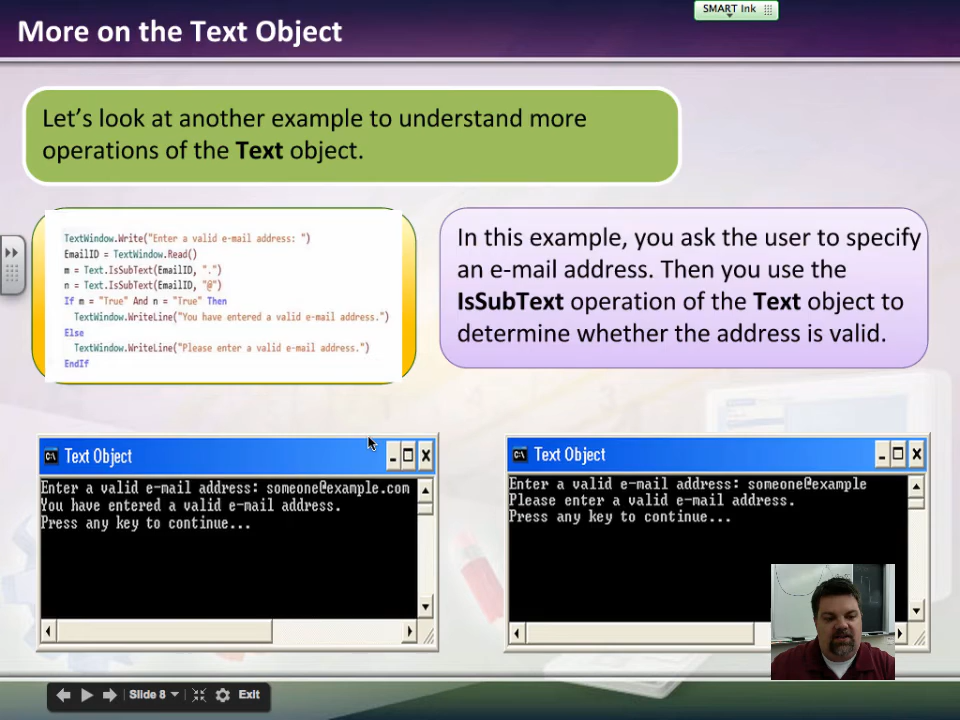 More on the Text Object
SMART Ink
Let's look at another example to understand more
operations of the Text object.
TextWindow.Write("Enter a valid e-mail address: ")
EmailID = TextWindow.Read()
m = Text.IsSubText(EmailID, ".")
n = Text.IsSubText(EmailID, "@")
If m = "True" And n = "True" Then
TextWindow.WriteLine("You have entered a valid e-mail address.")
Else
TextWindow.WriteLine("Please enter a valid e-mail address.")
EndIf
In this example, you ask the user to specify
an e-mail address. Then you use the
IsSubText operation of the Text object to
determine whether the address is valid.
Text Object
Enter a valid e-mail address: someone@example.com
You have entered a valid e-mail address.
Press any key to continue...
Text Object
Enter a valid e-mail address: someone@example
Please enter a valid e-mail address.
Press any key to continue...
Slide 8
Exit